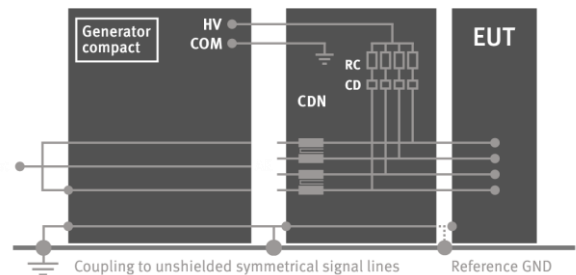 Generator
compact
HV
COM
RC
CD
CDN
EUT
Coupling to unshielded symmetrical signal lines
Reference GND